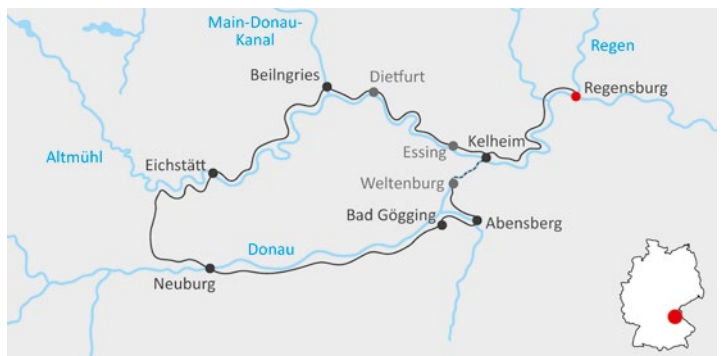 Main-Donau-
Kanal
Regen
Beilngries
Dietfurt
Regensburg
Altmühl
Eichstätt
Essing
Kelheim
Weltenburg
Bad Gögging
Abensberg
Donau
Neuburg